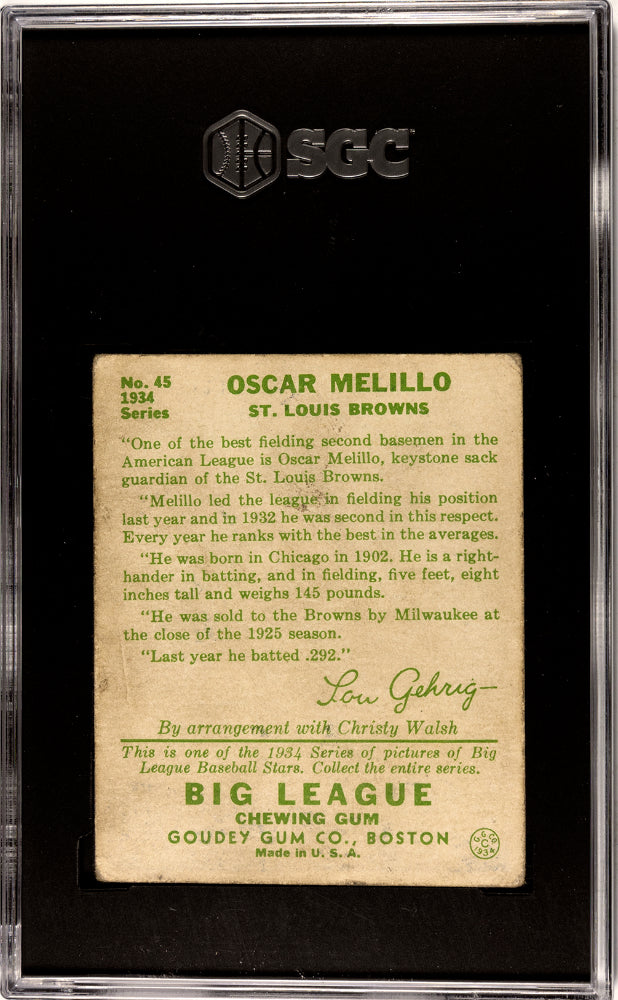 SGC
No. 45
1934
Series
OSCAR MELILLO
ST. LOUIS BROWNS
"One of the best fielding second basemen in the
American League is Oscar Melillo, keystone sack
guardian of the St. Louis Browns.
"Melillo led the league in fielding his position
last year and in 1932 he was second in this respect.
Every year he ranks with the best in the averages.
"He was born in Chicago in 1902. He is a right-
hander in batting, and in fielding, five feet, eight
inches tall and weighs 145 pounds.
"He was sold to the Browns by Milwaukee at
the close of the 1925 season.
"Last year he batted .292."
Lou Gehrig
By arrangement with Christy Walsh
This is one of the 1934 Series of pictures of Big
League Baseball Stars. Collect the entire series.
BIG LEAGUE
CHEWING GUM
GOUDEY GUM CO., BOSTON
Made in U. S. A.
G. G. CO.
C
1934